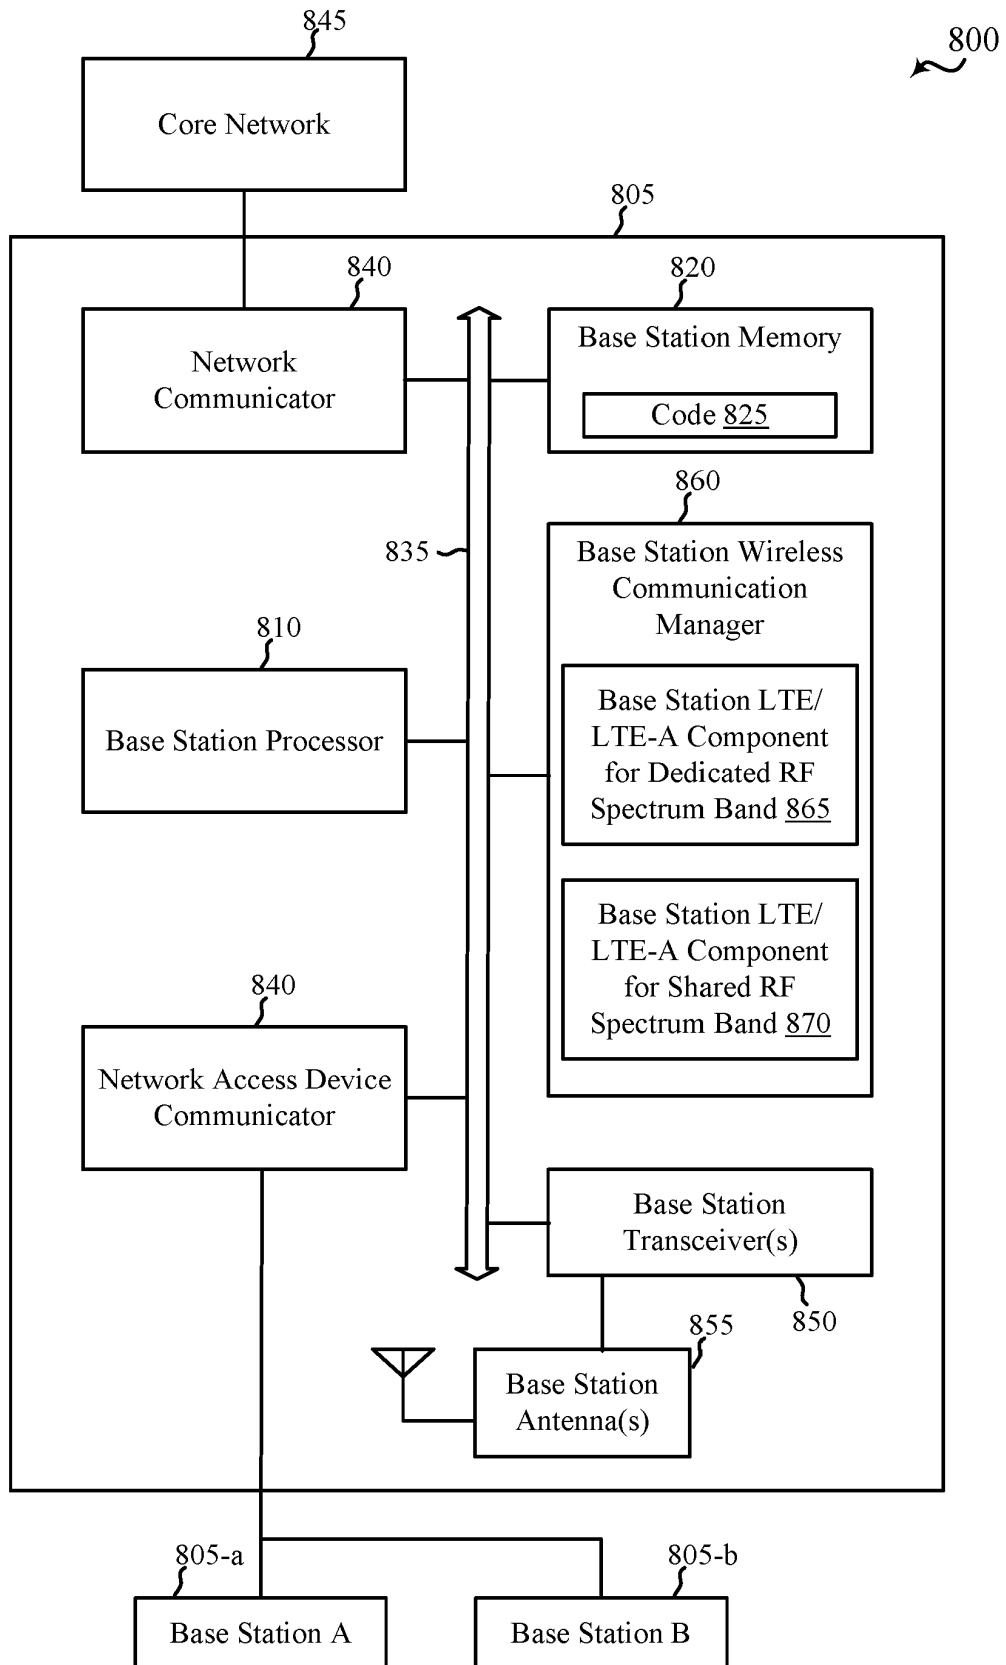 845
800
Core Network
805
840
820
Network
Communicator
Base Station Memory
Code 825
860
835
Base Station Wireless
Communication
Manager
810
Base Station Processor
Base Station LTE/
LTE-A Component
for Dedicated RF
Spectrum Band 865
Base Station LTE/
LTE-A Component
for Shared RF
Spectrum Band 870
840
Network Access Device
Communicator
Base Station
Transceiver(s)
850
855
Base Station
Antenna(s)
805-a
805-b
Base Station A
Base Station B